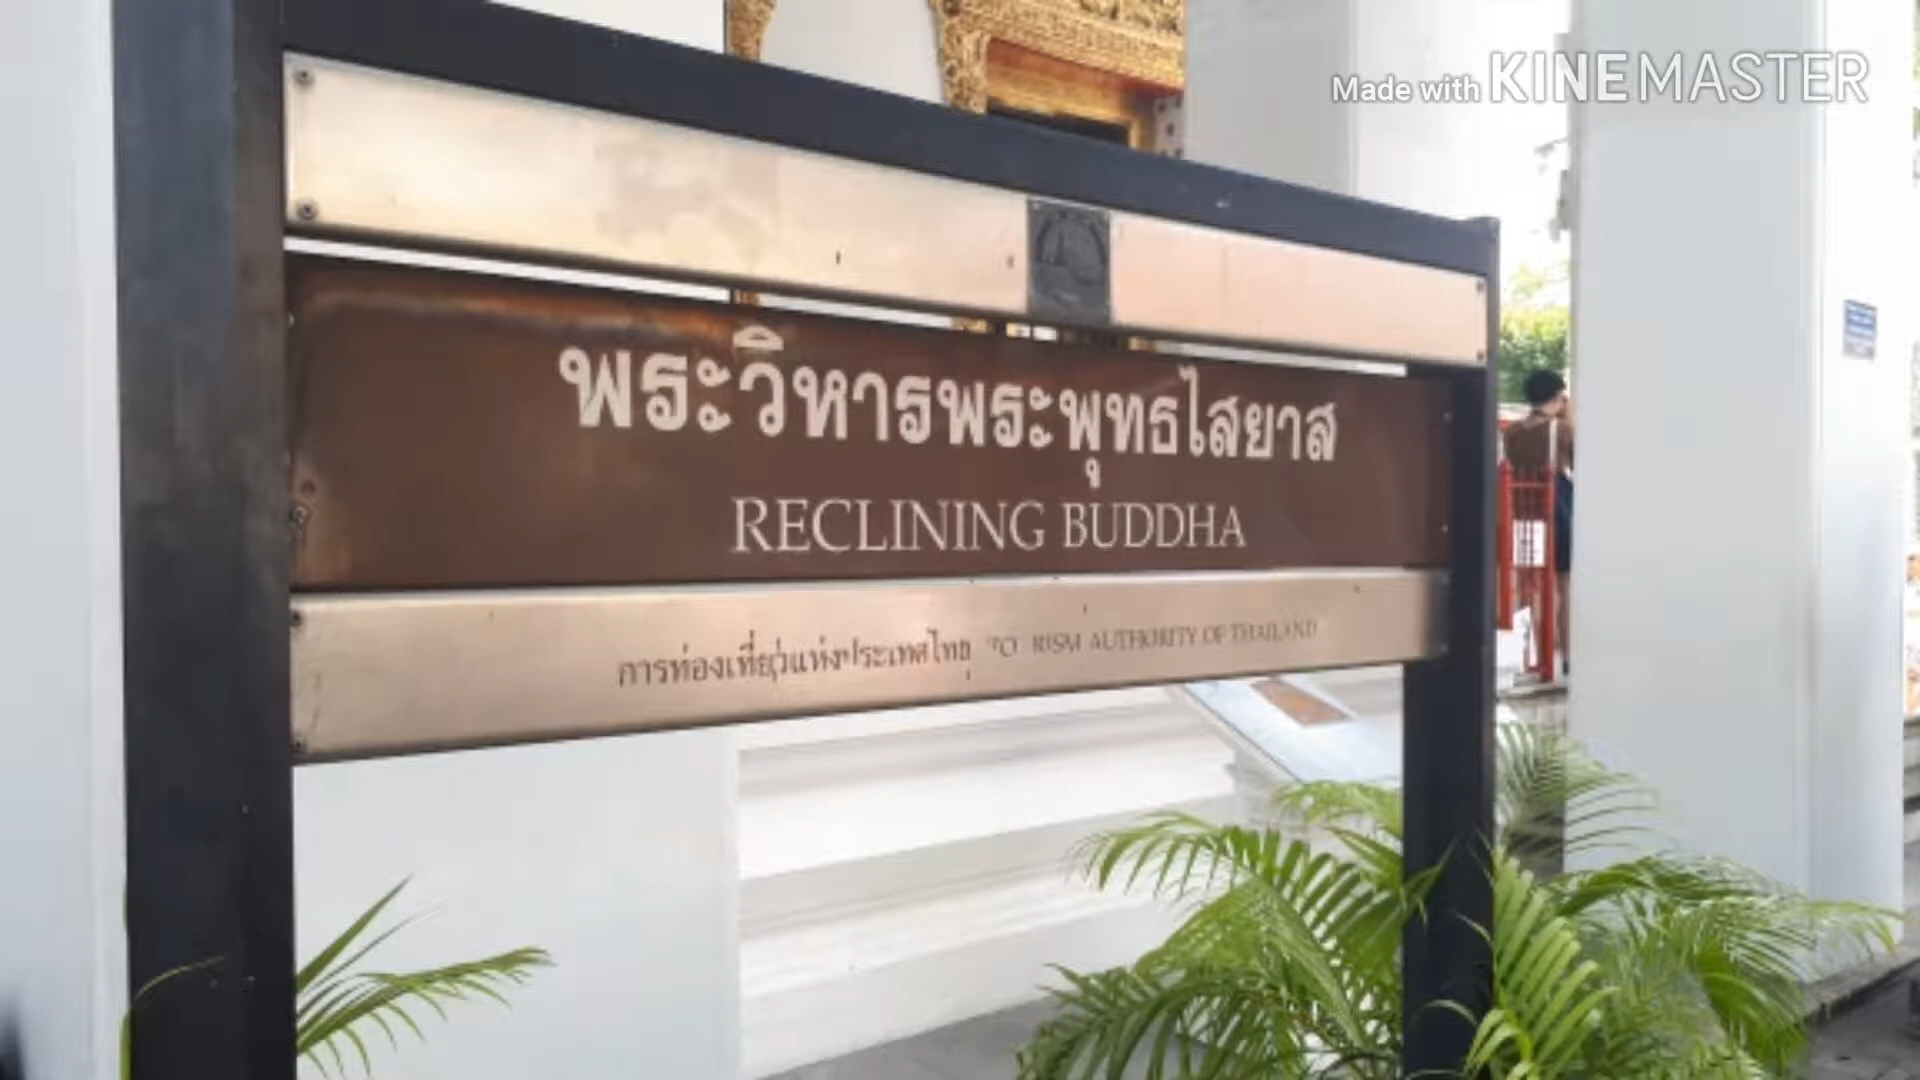 Made with KINEMASTER
พระวิหารพระพุทธไสยาส
RECLINING BUDDHA
การท่องเที่ยวแห่งประเทศไทย TO RISM AUTHORITY OF THAILAND